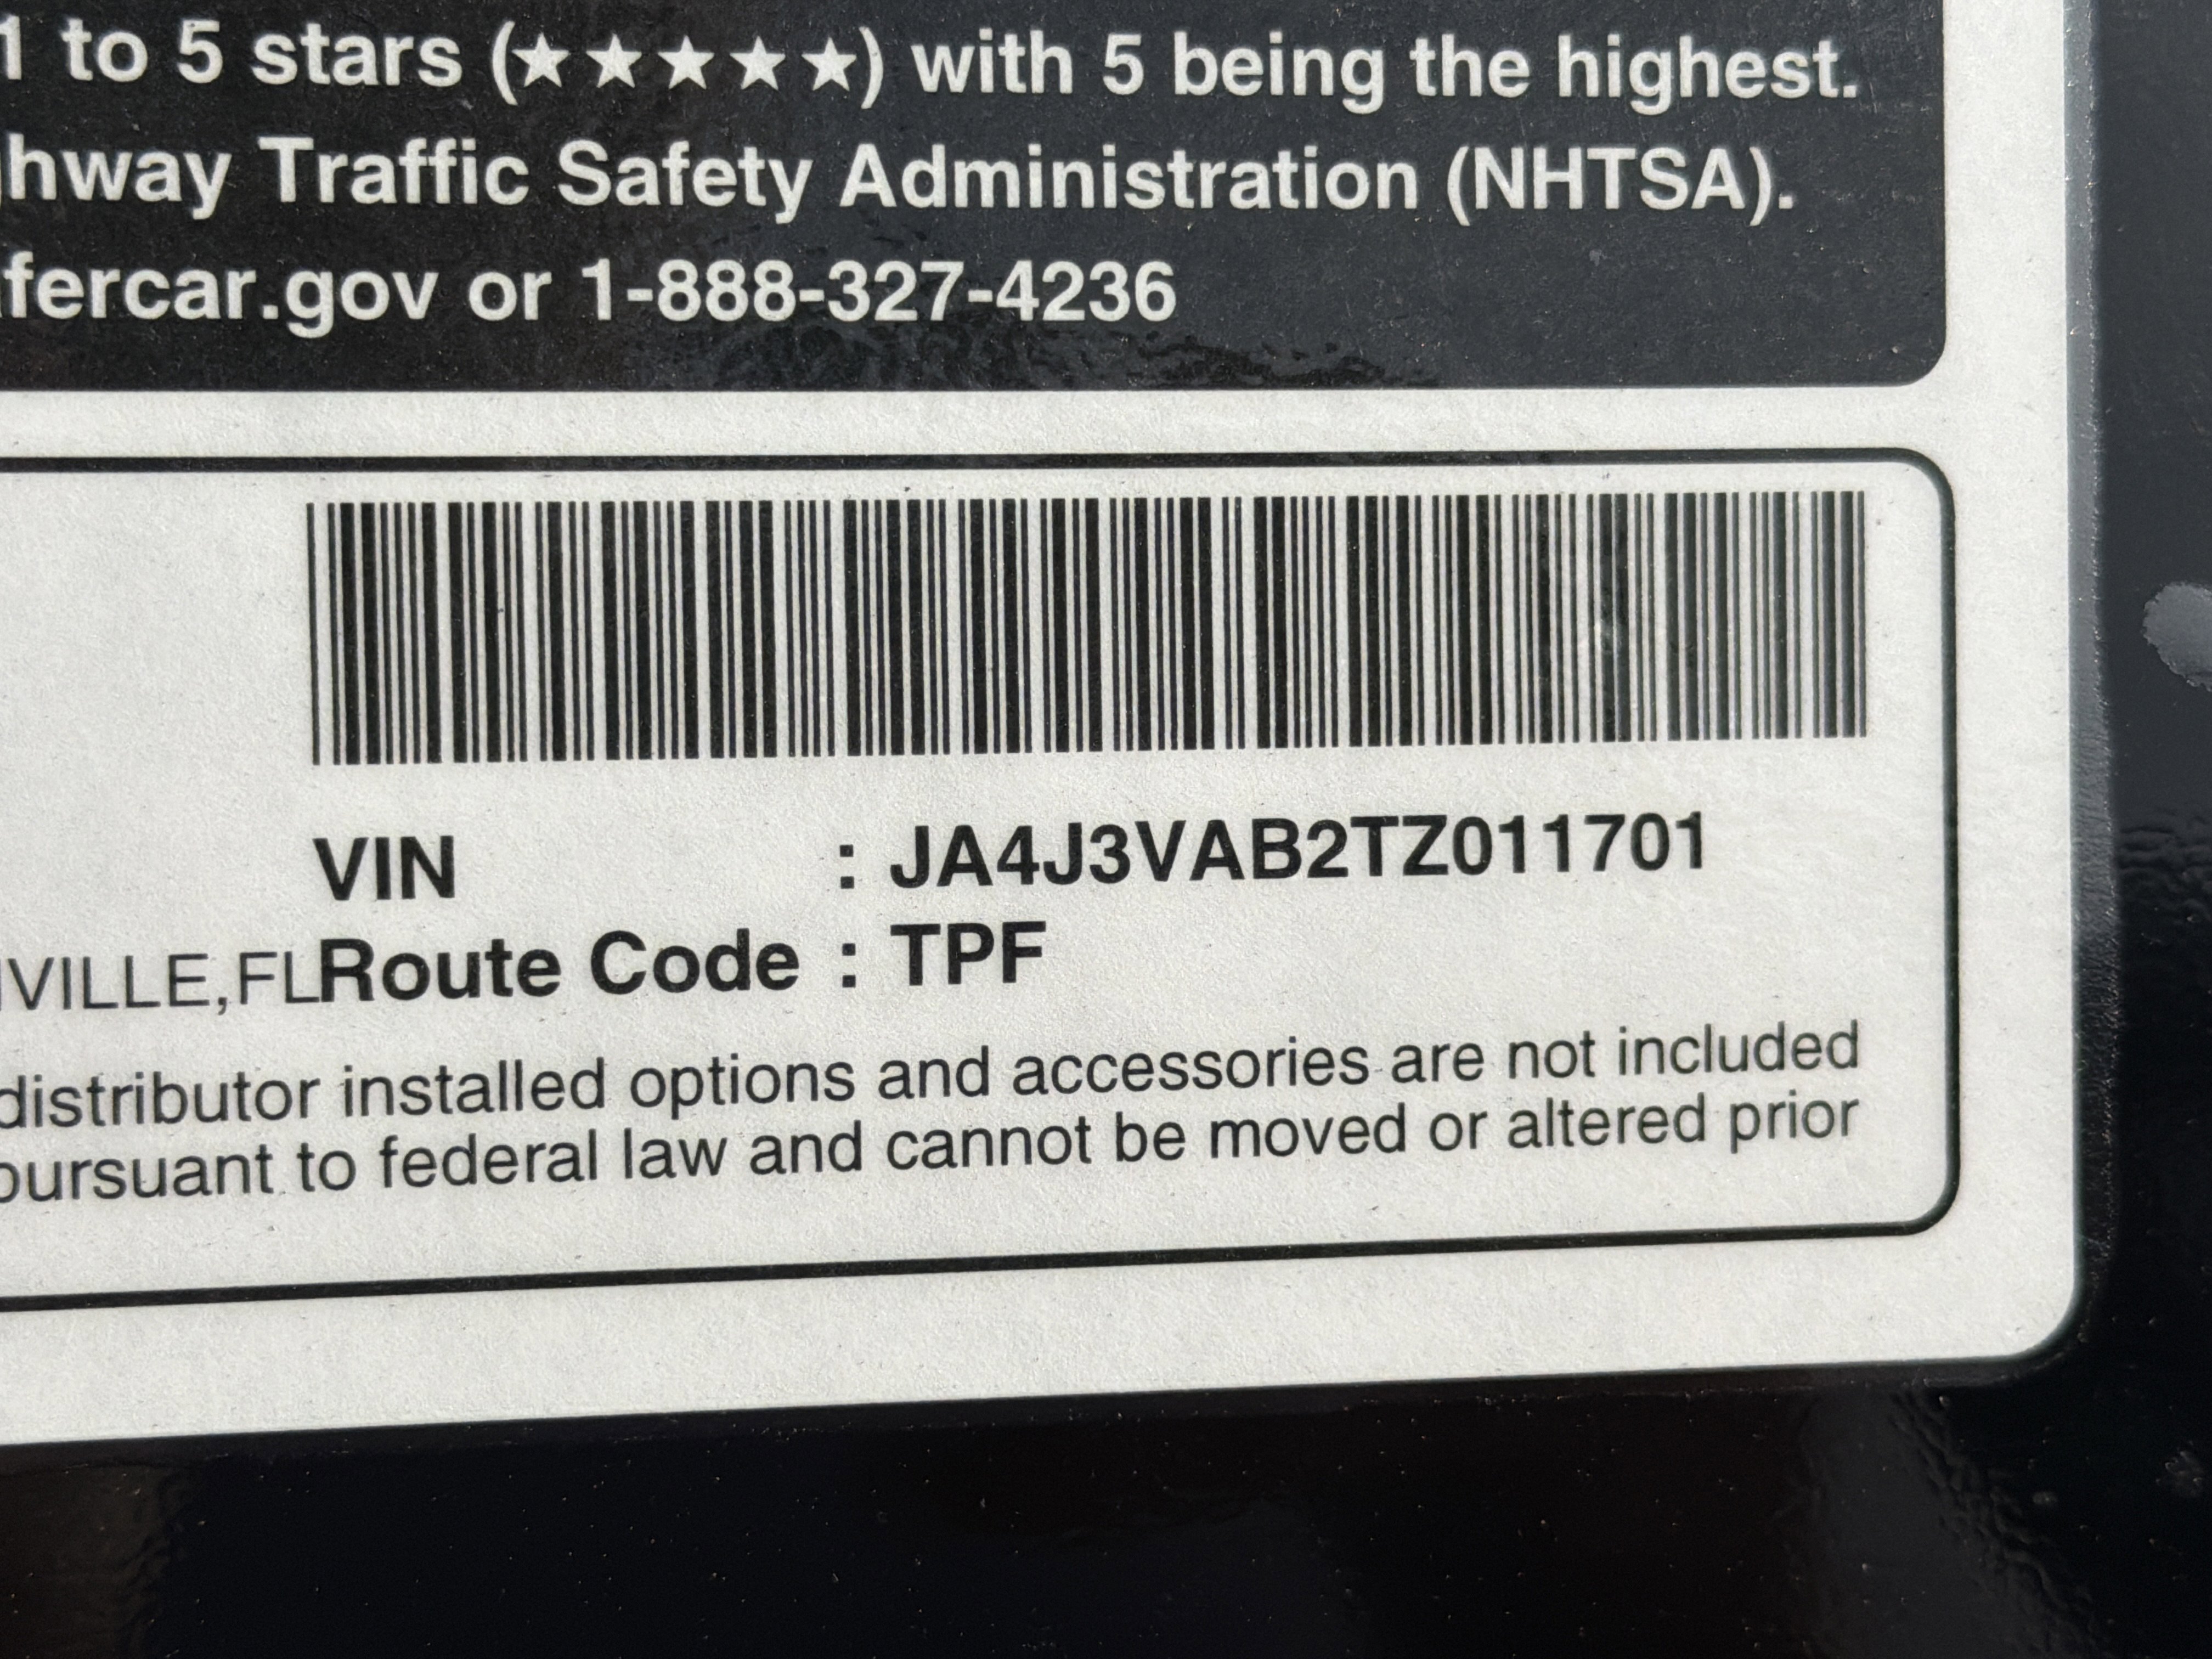 1 to 5 stars (★★★★★) with 5 being the highest.
hway Traffic Safety Administration (NHTSA).
fercar.gov or 1-888-327-4236
VIN : JA4J3VAB2TZ011701
VILLE,FL Route Code : TPF
distributor installed options and accessories are not included
pursuant to federal law and cannot be moved or altered prior